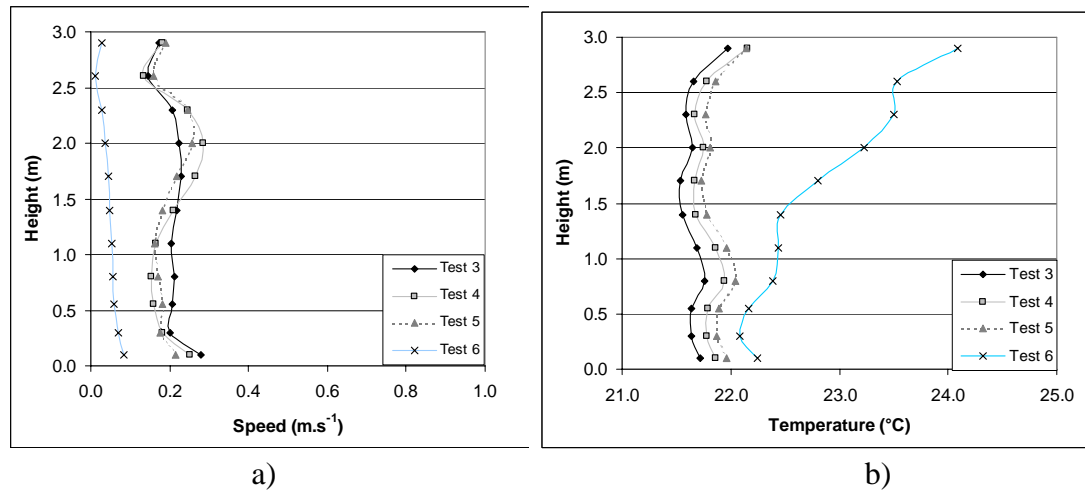 3.0
2.5
2.0
1.5
1.0
0.5
0.0
Height (m)
0.0 0.2 0.4 0.6 0.8 1.0
Speed (m.s-1)
Test 3
Test 4
Test 5
Test 6
a)
3.0
2.5
2.0
1.5
1.0
0.5
0.0
Height (m)
21.0 22.0 23.0 24.0 25.0
Temperature (°C)
Test 3
Test 4
Test 5
Test 6
b)